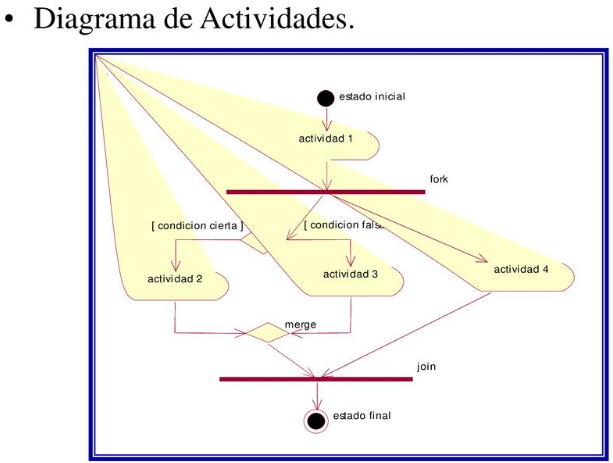 • Diagrama de Actividades.
estado inicial
actividad 1
fork
[ condicion cierta ]
[ condicion fals
actividad 2
actividad 3
actividad 4
merge
join
estado final